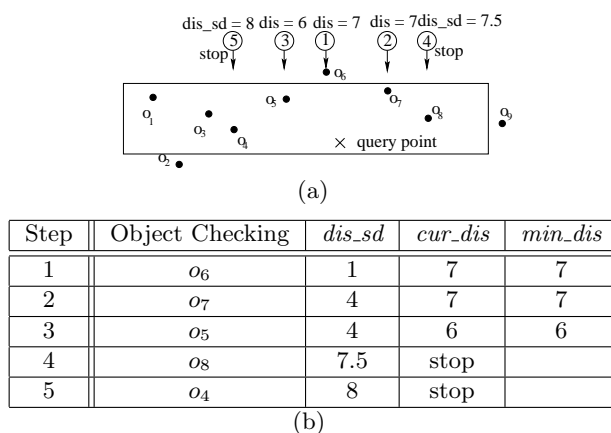 dis_sd = 8 dis = 6 dis = 7 dis = 7 dis_sd = 7.5
5 3 1 2 4
stop stop
o6
o5 o7
o1 o3 o4 o8 o9
× query point
o2
(a)
Step Object Checking dis_sd cur_dis min_dis
1 o6 1 7 7
2 o7 4 7 7
3 o5 4 6 6
4 o8 7.5 stop
5 o4 8 stop
(b)